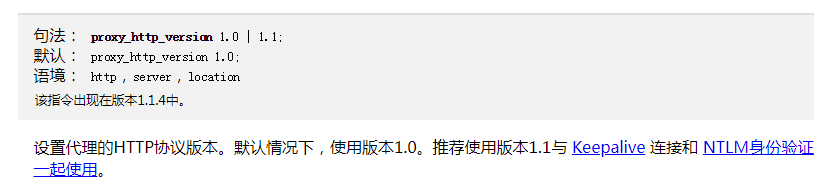 句法： proxy_http_version 1.0 | 1.1;
默认： proxy_http_version 1.0;
语境： http，server，location
该指令出现在版本1.1.4中。
设置代理的HTTP协议版本。默认情况下，使用版本1.0。推荐使用版本1.1与 Keepalive 连接和 NTLM身份验证
一起使用。